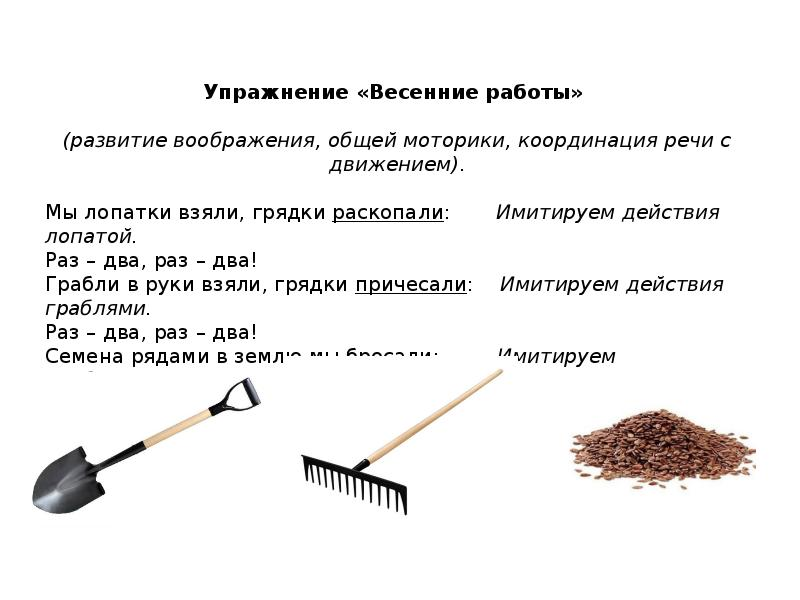 Упражнение «Весенние работы»
(развитие воображения, общей моторики, координация речи с
движением).
Мы лопатки взяли, грядки раскопали: Имитируем действия
лопатой.
Раз – два, раз – два!
Грабли в руки взяли, грядки причесали: Имитируем действия
граблями.
Раз – два, раз – два!
Семена рядами в землю мы бросали: Имитируем